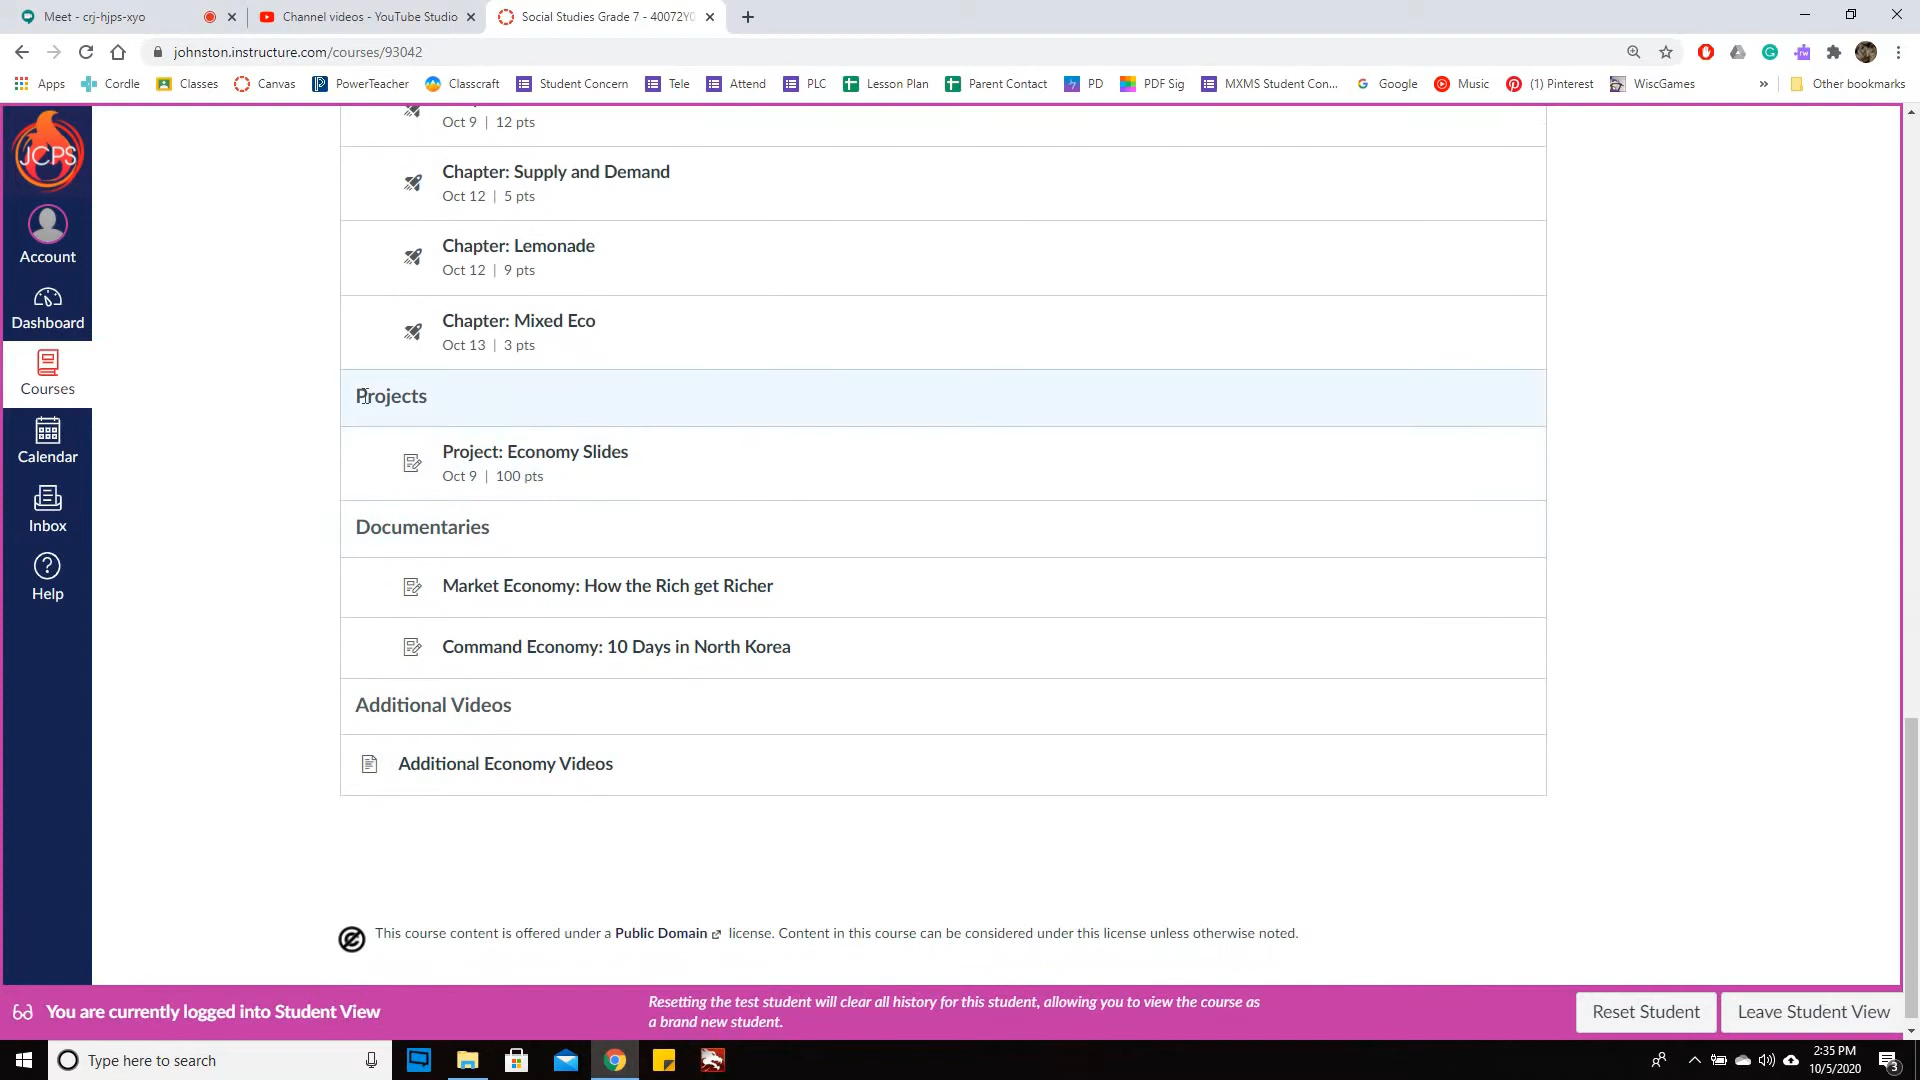 Meet - crj-hjps-xyo
Channel videos - YouTube Studio
Social Studies Grade 7 - 40072Y0
johnston.instructure.com/courses/93042
Apps Cordle Classes Canvas PowerTeacher Classcraft Student Concern Tele Attend PLC Lesson Plan Parent Contact PD PDF Sig MXMS Student Con... Google Music (1) Pinterest WiscGames » Other bookmarks
JCPS
Account
Dashboard
Courses
Calendar
Inbox
Help
Oct 9 | 12 pts
Chapter: Supply and Demand
Oct 12 | 5 pts
Chapter: Lemonade
Oct 12 | 9 pts
Chapter: Mixed Eco
Oct 13 | 3 pts
Projects
Project: Economy Slides
Oct 9 | 100 pts
Documentaries
Market Economy: How the Rich get Richer
Command Economy: 10 Days in North Korea
Additional Videos
Additional Economy Videos
This course content is offered under a Public Domain license. Content in this course can be considered under this license unless otherwise noted.
You are currently logged into Student View
Resetting the test student will clear all history for this student, allowing you to view the course as
a brand new student.
Reset Student
Leave Student View
Type here to search
2:35 PM
10/5/2020
3